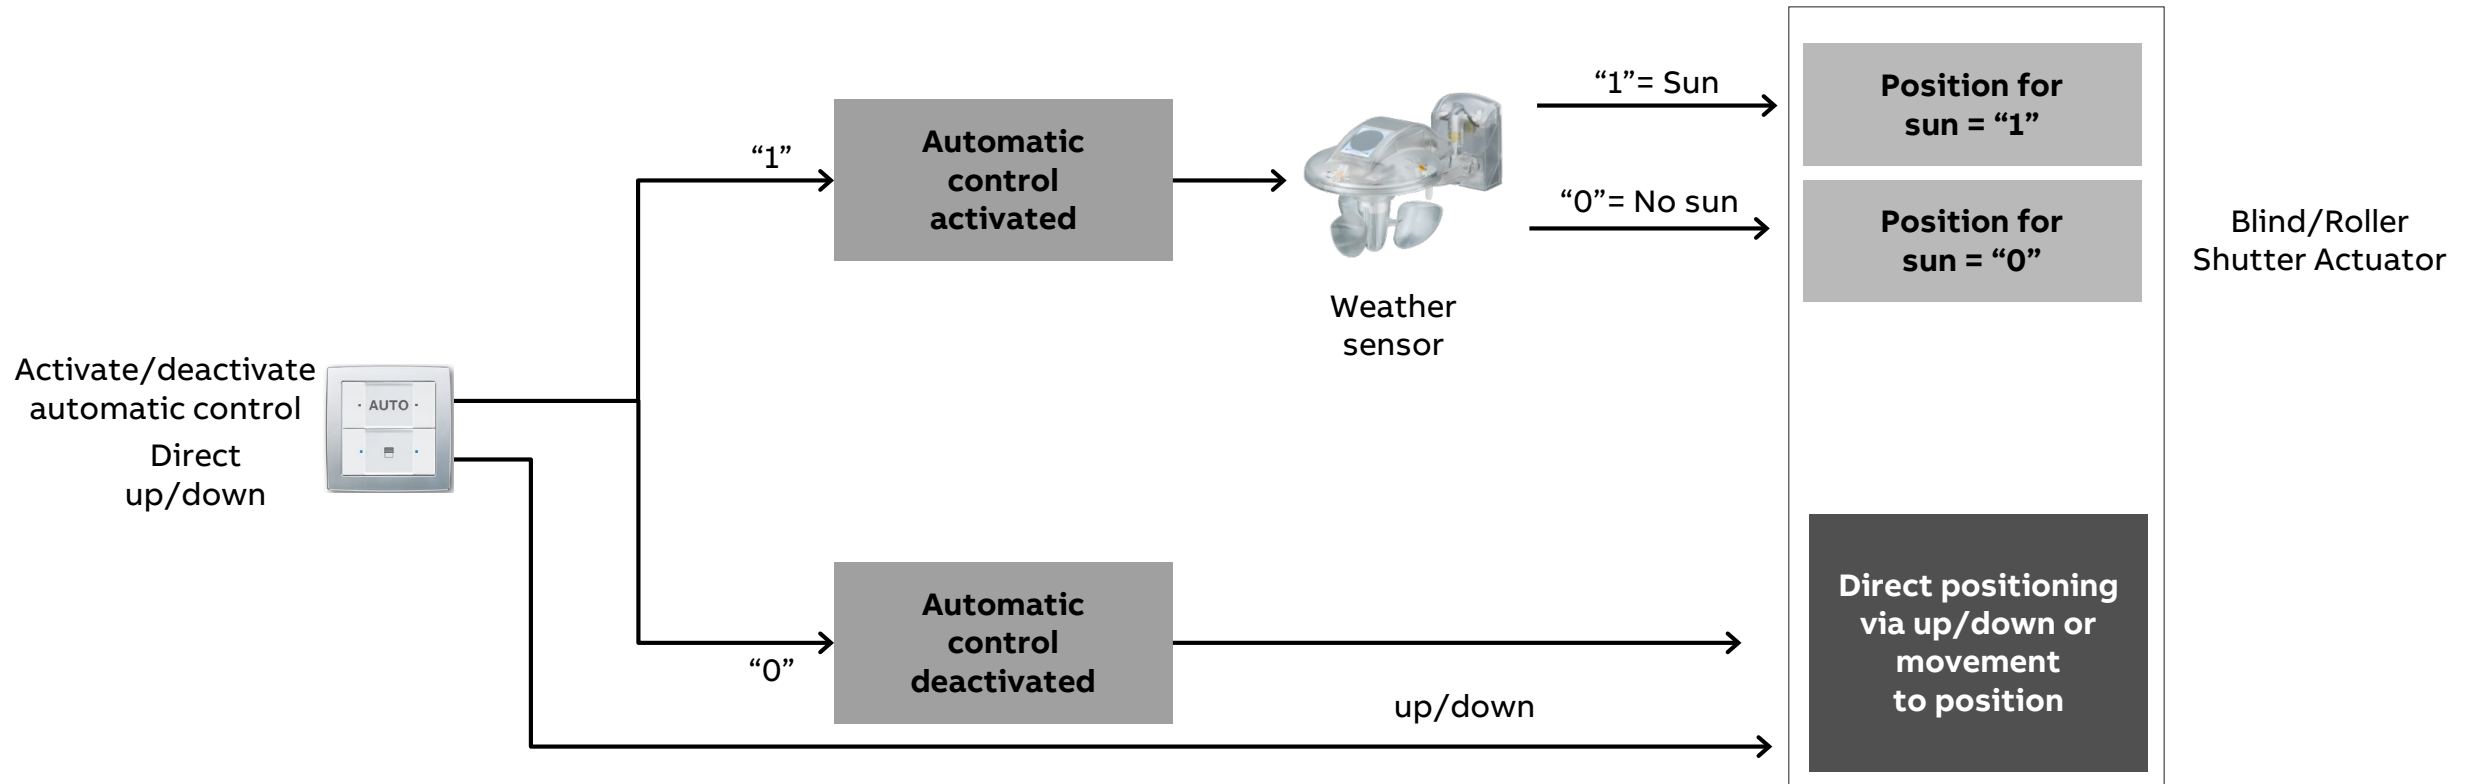 Activate/deactivate
automatic control
Direct
up/down
AUTO
“1”
Automatic
control
activated
Weather
sensor
“1”= Sun
“0”= No sun
Position for
sun = “1”
Position for
sun = “0”
Blind/Roller
Shutter Actuator
“0”
Automatic
control
deactivated
up/down
Direct positioning
via up/down or
movement
to position